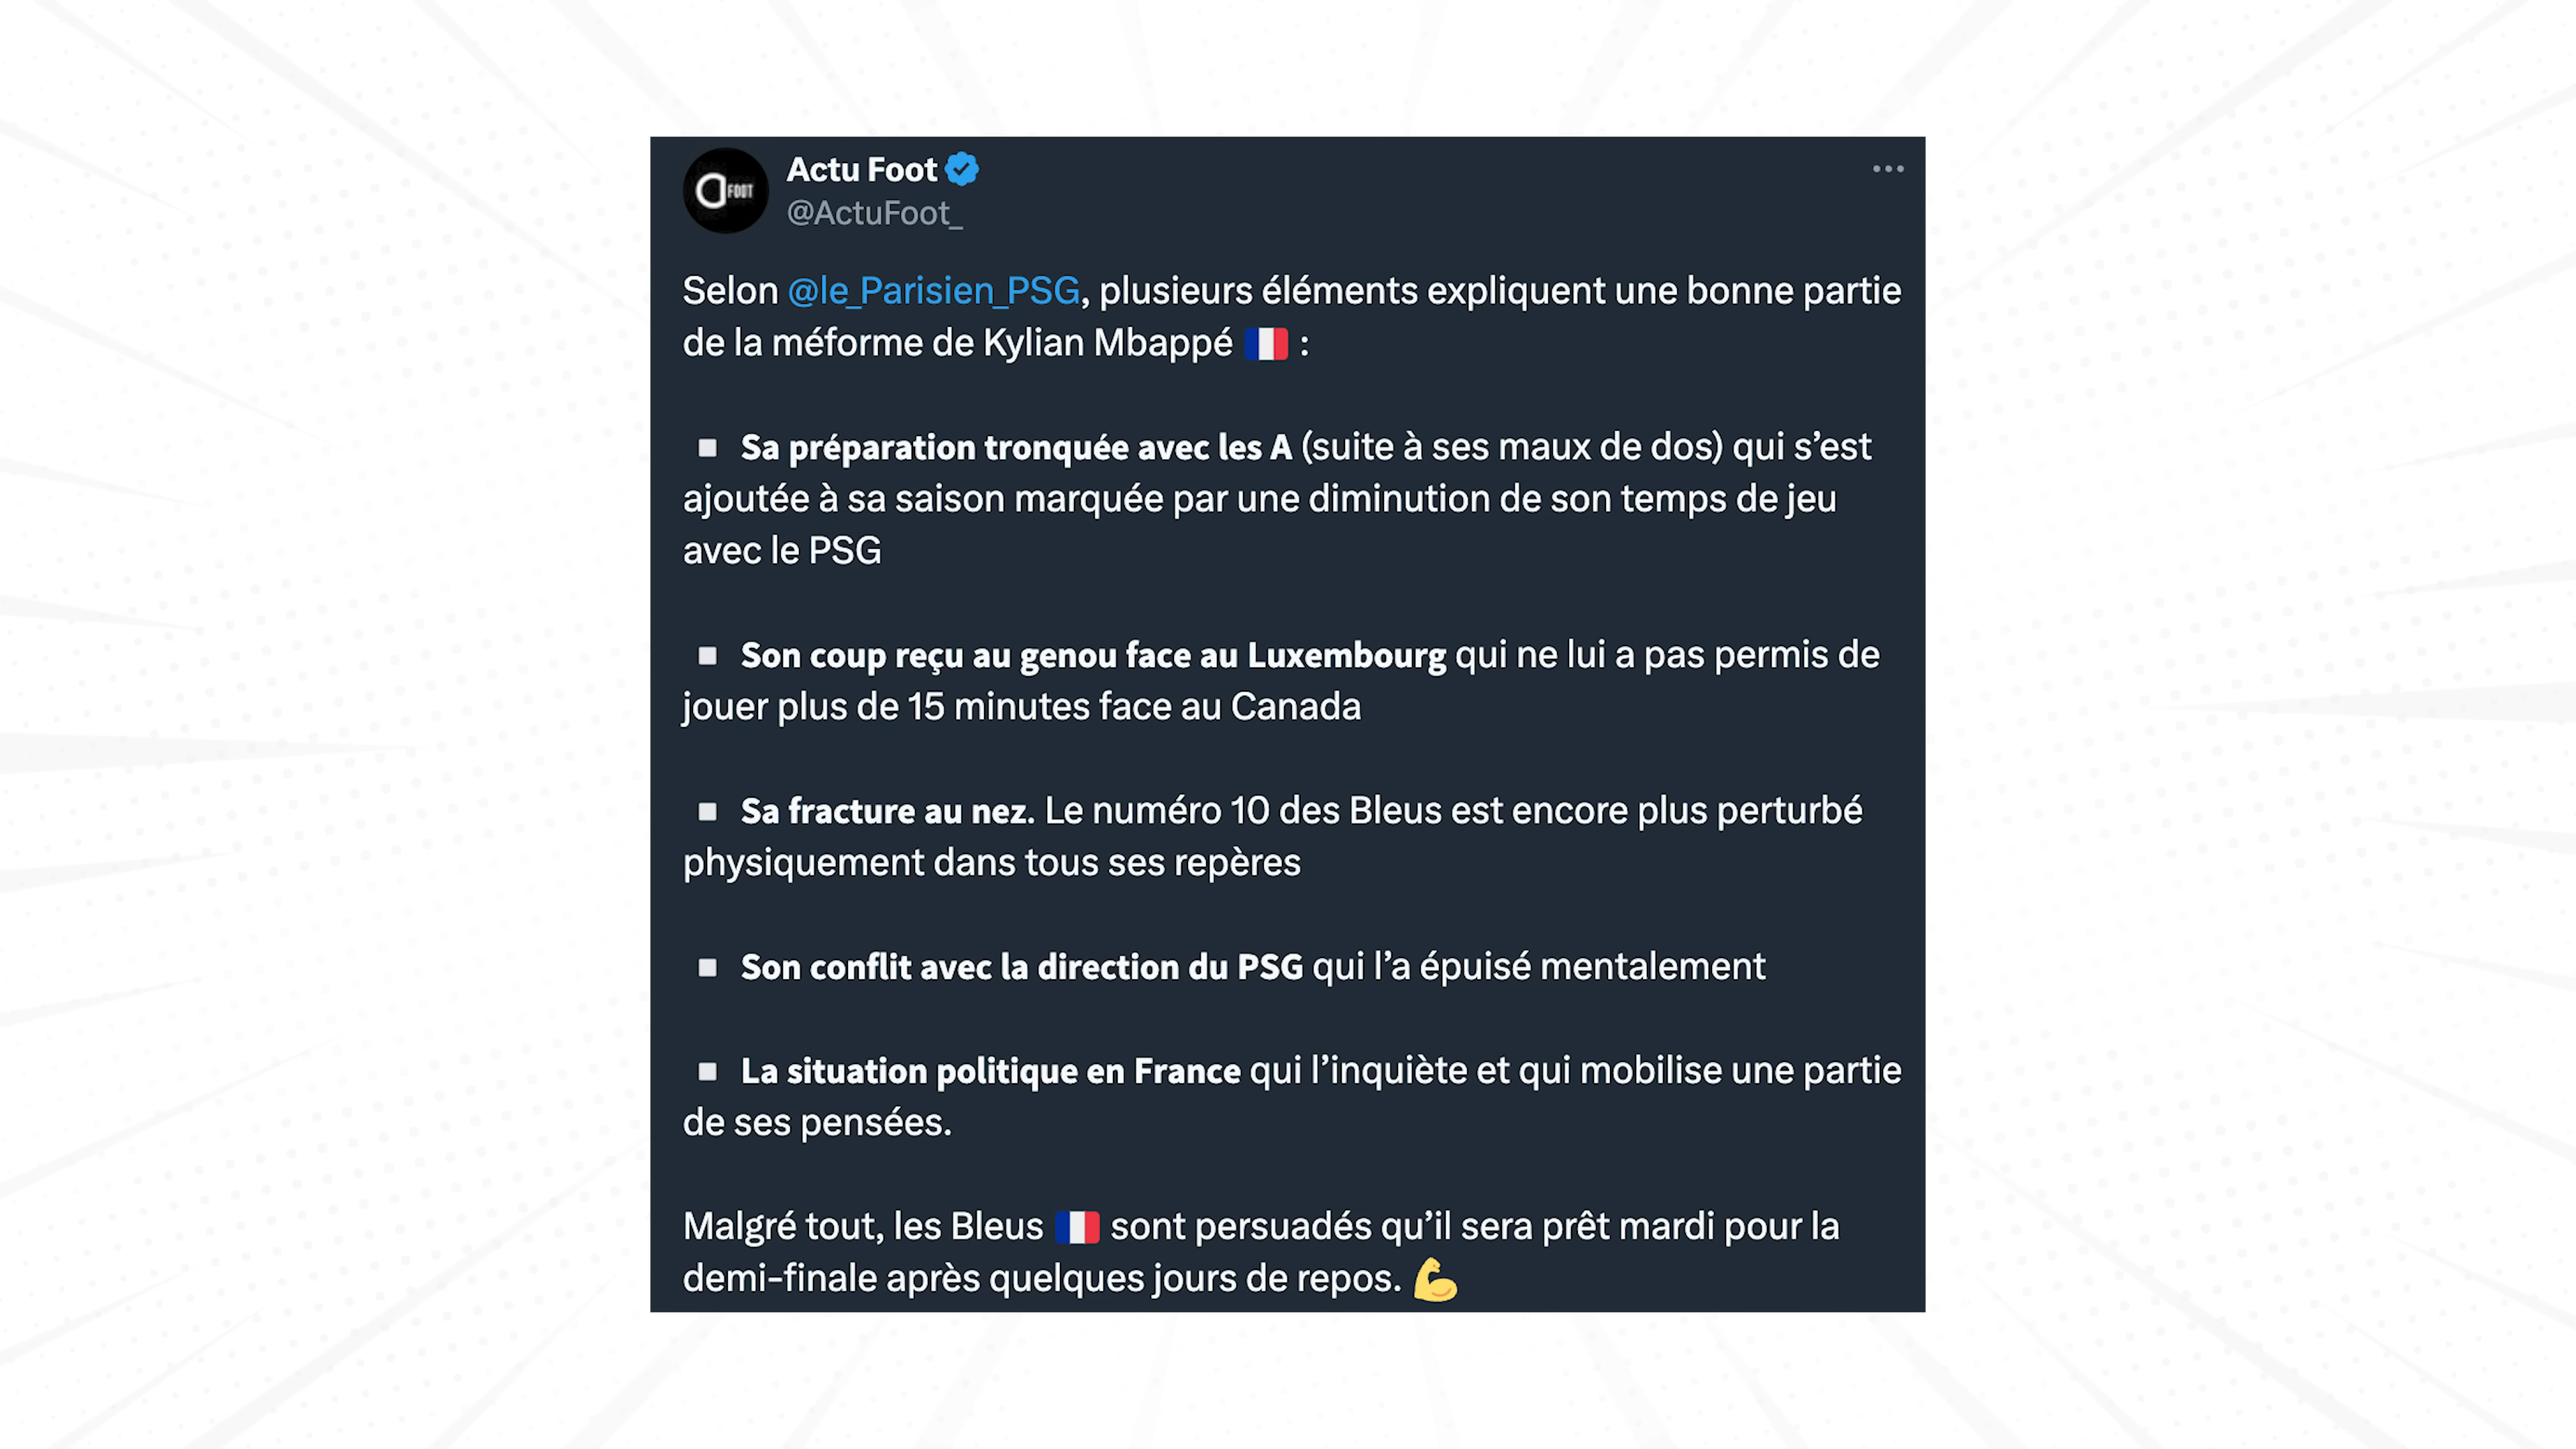 FOOT
Actu Foot
@ActuFoot_
Selon @le_Parisien_PSG, plusieurs éléments expliquent une bonne partie
de la méforme de Kylian Mbappé 🇫🇷 :
▫️ Sa préparation tronquée avec les A (suite à ses maux de dos) qui s’est
ajoutée à sa saison marquée par une diminution de son temps de jeu
avec le PSG
▫️ Son coup reçu au genou face au Luxembourg qui ne lui a pas permis de
jouer plus de 15 minutes face au Canada
▫️ Sa fracture au nez. Le numéro 10 des Bleus est encore plus perturbé
physiquement dans tous ses repères
▫️ Son conflit avec la direction du PSG qui l’a épuisé mentalement
▫️ La situation politique en France qui l’inquiète et qui mobilise une partie
de ses pensées.
Malgré tout, les Bleus 🇫🇷 sont persuadés qu’il sera prêt mardi pour la
demi-finale après quelques jours de repos. 💪